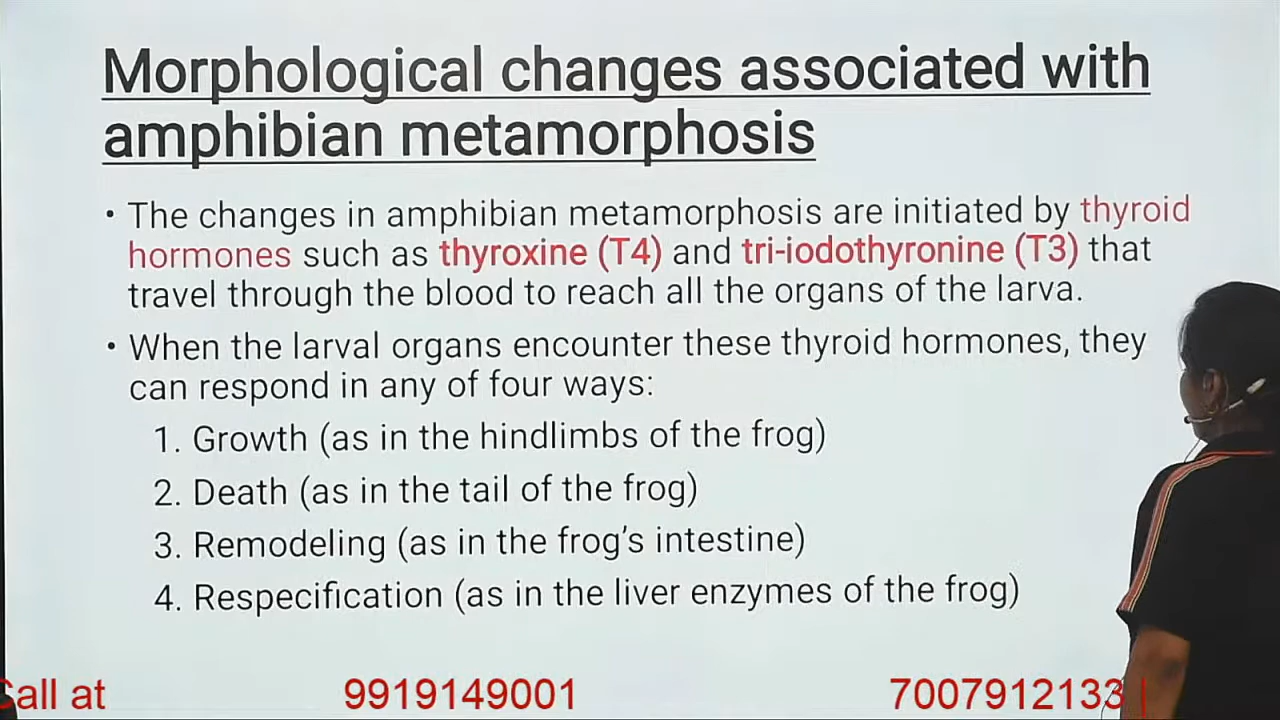 Morphological changes associated with
amphibian metamorphosis
• The changes in amphibian metamorphosis are initiated by thyroid
hormones such as thyroxine (T4) and tri-iodothyronine (T3) that
travel through the blood to reach all the organs of the larva.
• When the larval organs encounter these thyroid hormones, they
can respond in any of four ways:
1. Growth (as in the hindlimbs of the frog)
2. Death (as in the tail of the frog)
3. Remodeling (as in the frog's intestine)
4. Respecification (as in the liver enzymes of the frog)
Call at 9919149001 7007912133 |